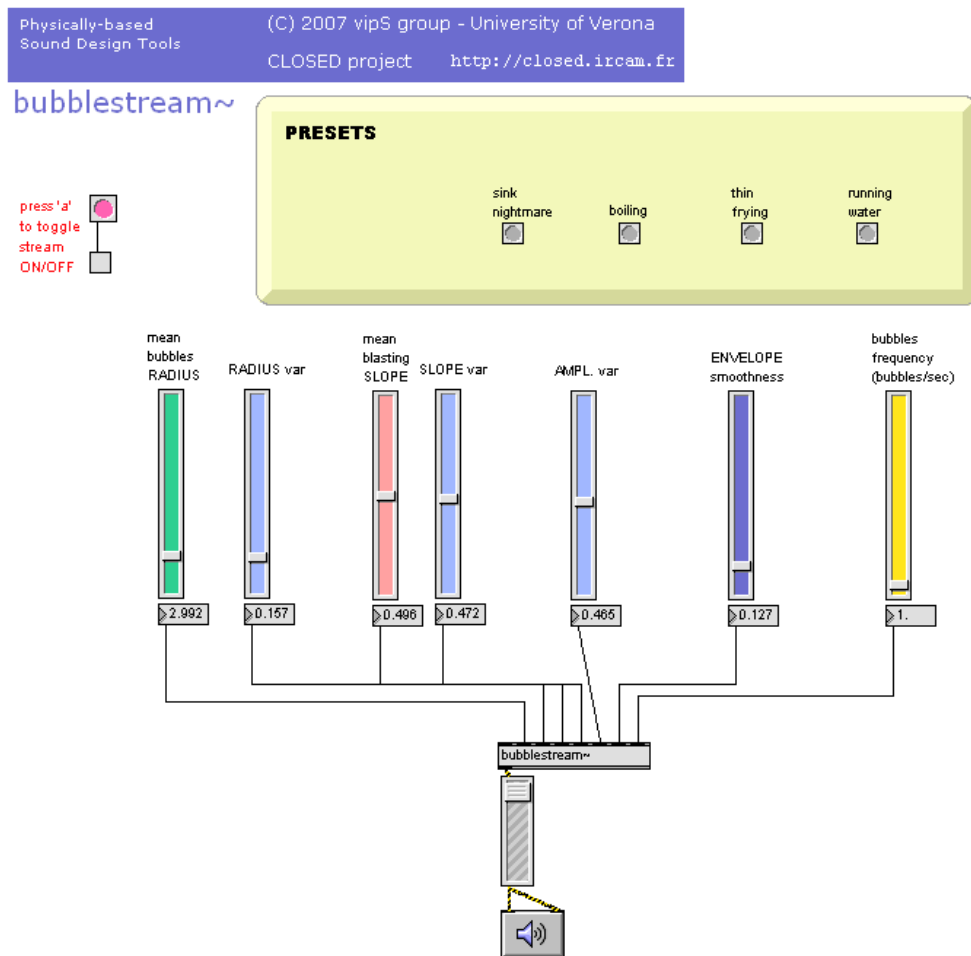 Physically-based
Sound Design Tools
(C) 2007 vipS group - University of Verona
CLOSED project http://closed.ircam.fr
bubblestream~
PRESETS
sink
nightmare
boiling
thin
frying
running
water
press 'a'
to toggle
stream
ON/OFF
mean
bubbles
RADIUS
RADIUS var
mean
blasting
SLOPE
SLOPE var
AMPL. var
ENVELOPE
smoothness
bubbles
frequency
(bubbles/sec)
2.992
0.157
0.496
0.472
0.465
0.127
1.
bubblestream~